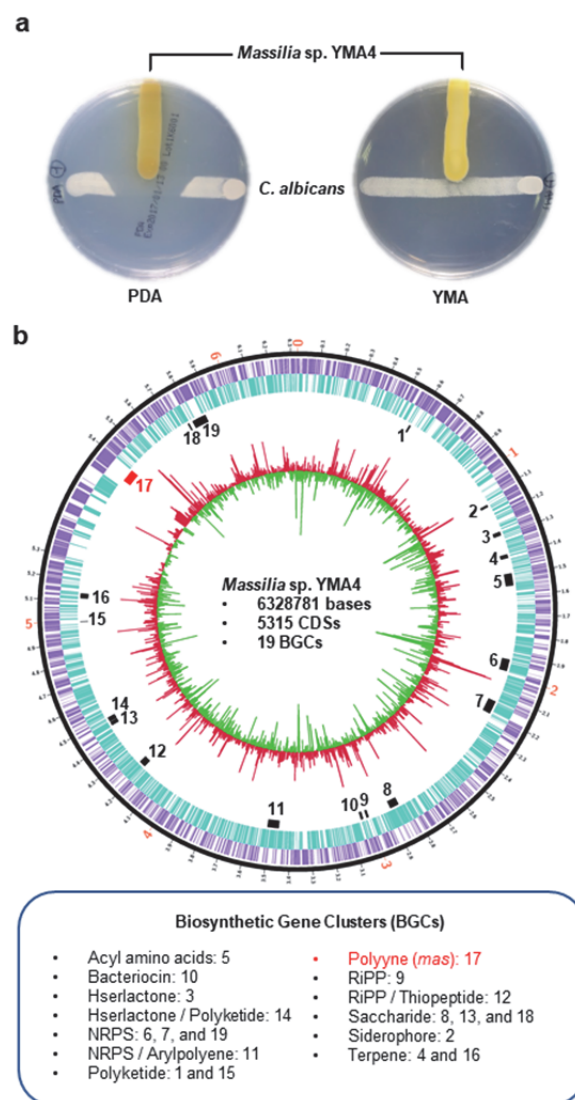 a
Massilia sp. YMA4
C. albicans
PDA
YMA
b
0
1
2
3
4
5
6
1
2
3
4
5
6
7
8
9
10
11
12
13
14
15
16
17
18
19
Massilia sp. YMA4
• 6328781 bases
• 5315 CDSs
• 19 BGCs
Biosynthetic Gene Clusters (BGCs)
• Acyl amino acids: 5
• Bacteriocin: 10
• Hserlactone: 3
• Hserlactone / Polyketide: 14
• NRPS: 6, 7, and 19
• NRPS / Arylpolyene: 11
• Polyketide: 1 and 15
• Polyyne (mas): 17
• RiPP: 9
• RiPP / Thiopeptide: 12
• Saccharide: 8, 13, and 18
• Siderophore: 2
• Terpene: 4 and 16